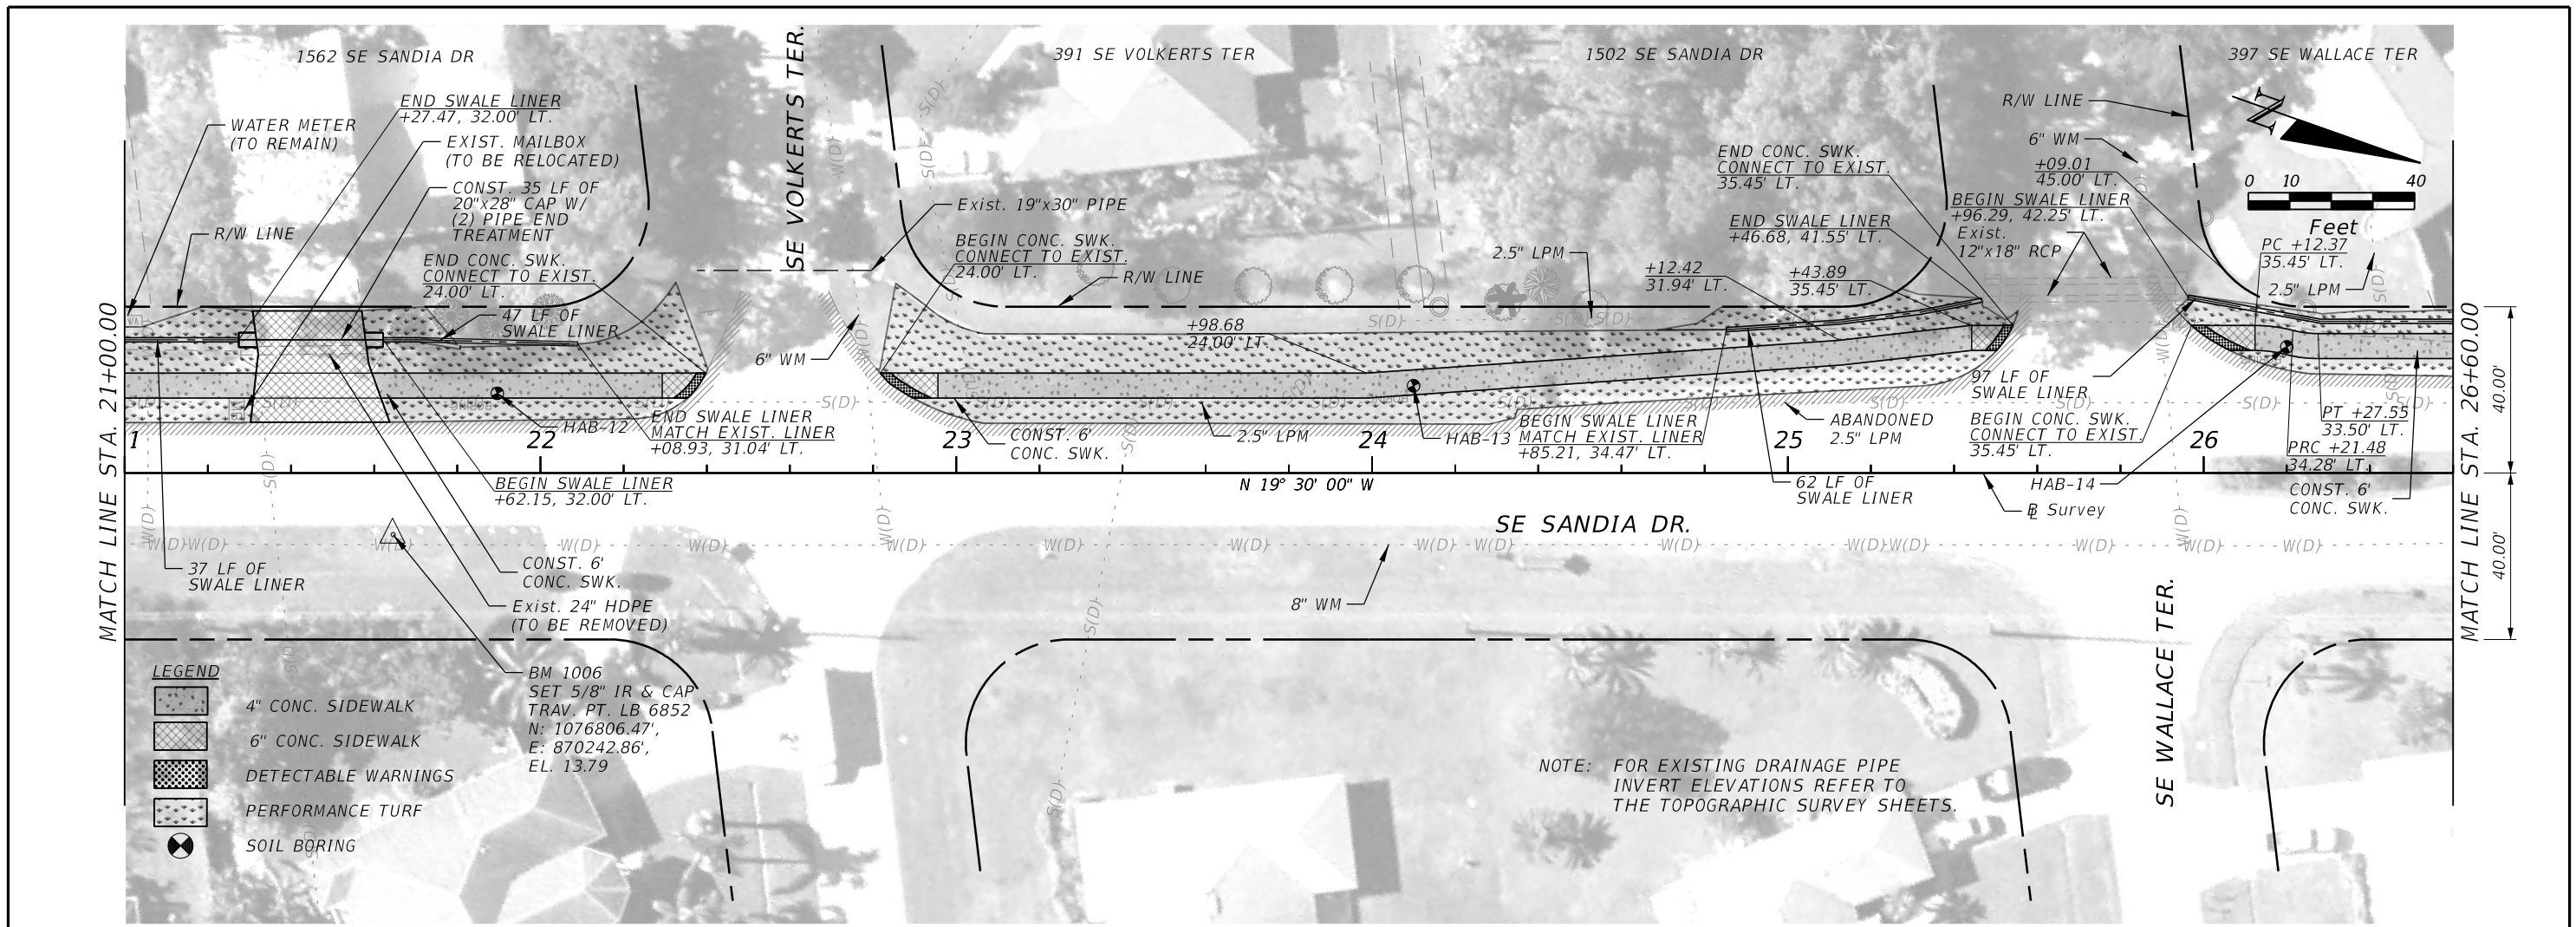 1562 SE SANDIA DR
SE VOLKERTS TER.
391 SE VOLKERTS TER
1502 SE SANDIA DR
397 SE WALLACE TER
END SWALE LINER
+27.47, 32.00' LT.
WATER METER
(TO REMAIN)
EXIST. MAILBOX
(TO BE RELOCATED)
CONST. 35 LF OF
20"x28" CAP W/
(2) PIPE END
TREATMENT
R/W LINE
END CONC. SWK.
CONNECT TO EXIST.
24.00' LT.
47 LF OF
SWALE LINER
Exist. 19"x30" PIPE
BEGIN CONC. SWK.
CONNECT TO EXIST.
24.00' LT.
R/W LINE
6" WM
+98.68
24.00' LT.
2.5" LPM
END CONC. SWK.
CONNECT TO EXIST.
35.45' LT.
END SWALE LINER
+46.68, 41.55' LT.
+12.42
31.94' LT.
+43.89
35.45' LT.
R/W LINE
6" WM
+09.01
45.00' LT.
BEGIN SWALE LINER
+96.29, 42.25' LT.
Exist.
12"x18" RCP
N
0 10 40
Feet
PC +12.37
35.45' LT.
2.5" LPM
MATCH LINE STA. 21+00.00
1
22
23
24
25
26
MATCH LINE STA. 26+60.00
40.00'
40.00'
HAB-12
END SWALE LINER
MATCH EXIST. LINER
+08.93, 31.04' LT.
CONST. 6'
CONC. SWK.
2.5" LPM
HAB-13
BEGIN SWALE LINER
MATCH EXIST. LINER
+85.21, 34.47' LT.
ABANDONED
2.5" LPM
97 LF OF
SWALE LINER
BEGIN CONC. SWK.
CONNECT TO EXIST.
35.45' LT.
PT +27.55
33.50' LT.
PRC +21.48
34.28' LT.
BEGIN SWALE LINER
+62.15, 32.00' LT.
N 19° 30' 00" W
62 LF OF
SWALE LINER
HAB-14
CONST. 6'
CONC. SWK.
B Survey
SE SANDIA DR.
37 LF OF
SWALE LINER
CONST. 6'
CONC. SWK.
Exist. 24" HDPE
(TO BE REMOVED)
8" WM
SE WALLACE TER.
BM 1006
SET 5/8" IR & CAP
TRAV. PT. LB 6852
N: 1076806.47',
E: 870242.86',
EL. 13.79
LEGEND
4" CONC. SIDEWALK
6" CONC. SIDEWALK
DETECTABLE WARNINGS
PERFORMANCE TURF
SOIL BORING
NOTE: FOR EXISTING DRAINAGE PIPE
INVERT ELEVATIONS REFER TO
THE TOPOGRAPHIC SURVEY SHEETS.
W(D) W(D) W(D) W(D) W(D) W(D) W(D) W(D) W(D) W(D) W(D) W(D) W(D) W(D) W(D) W(D)
S(D) S(D) S(D) S(D) S(D) S(D) S(D)